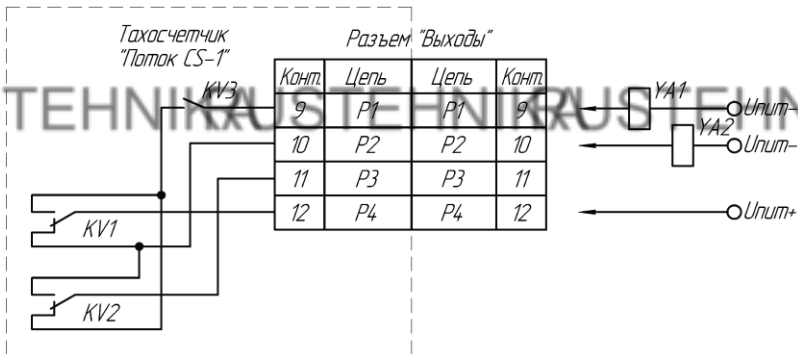 Тахосчетчик
"Поток CS-1"
Разъем "Выходы"
Конт. Цепь Цепь Конт.
KV3
9 P1 P1 9
YA1
Uпит-
10 P2 P2 10
YA2
Uпит-
11 P3 P3 11
12 P4 P4 12
Uпит+
KV1
KV2